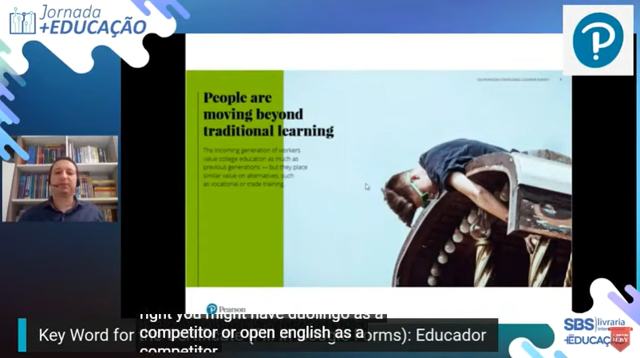 Jornada
+EDUCAÇÃO
People are
moving beyond
traditional learning
The incoming generation of workers
value college education as much as
previous generations — but they place
similar value on alternatives, such
as vocational or trade training.
Pearson
right you might have duolingo as a
Key Word for
competitor or open english as a
orms): Educador
competitor
SBS livraria
+EDUCAÇÃO